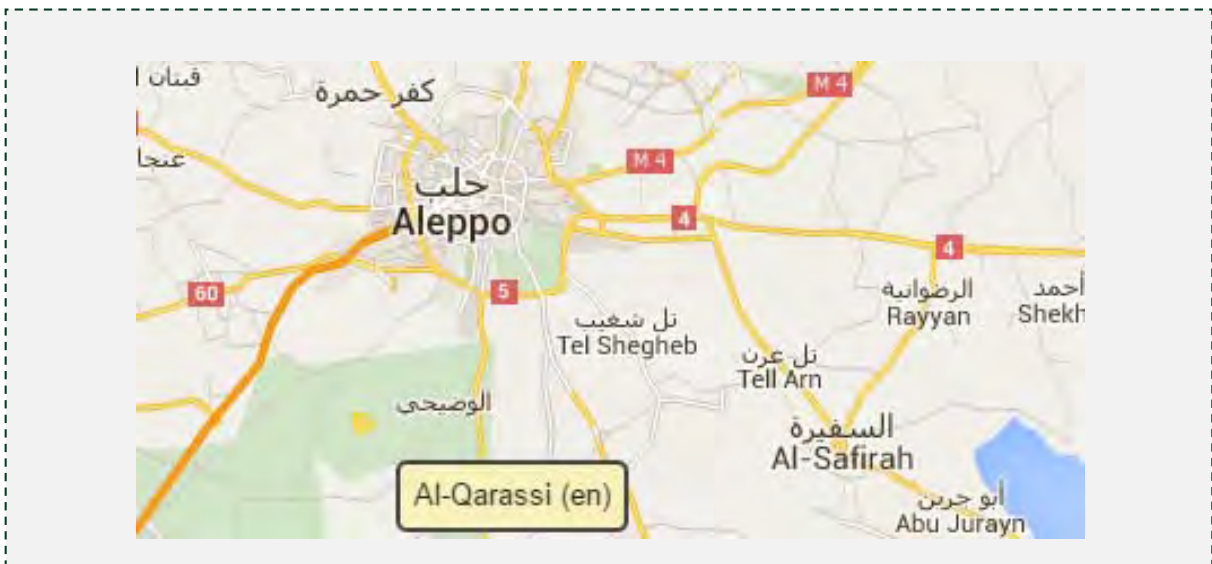 قبتان ا
كفر حمرة
M 4
عنجا
M 4
حلب
Aleppo
4
4
60
5
الرضوانية
Rayyan
أحمد
Shekh
تل شغيب
Tel Shegheb
تل عرن
Tell Arn
الوضيحي
السفيرة
Al-Safirah
Al-Qarassi (en)
أبو جرين
Abu Jurayn